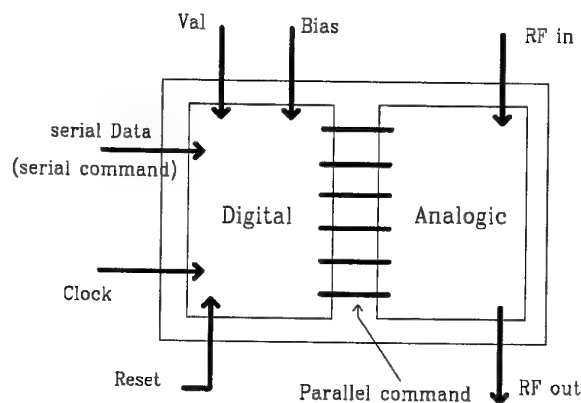 Val
Bias
RF in
serial Data
(serial command)
Digital
Analogic
Clock
Reset
Parallel command
RF out